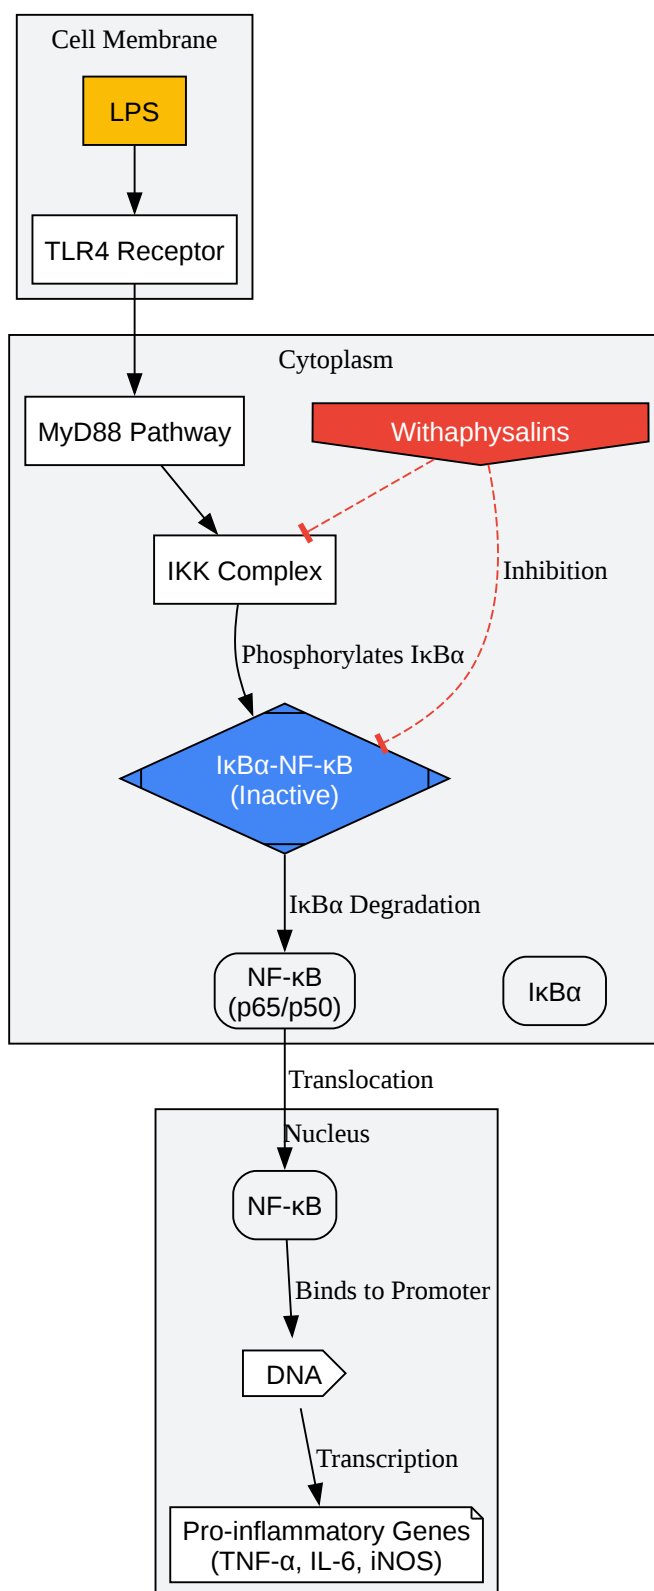 Cell Membrane
LPS
TLR4 Receptor
Cytoplasm
MyD88 Pathway
Withaphysalins
IKK Complex
Inhibition
Phosphorylates IκBα
IκBα-NF-κB
(Inactive)
IκBα Degradation
NF-κB
(p65/p50)
IκBα
Translocation
Nucleus
NF-κB
Binds to Promoter
DNA
Transcription
Pro-inflammatory Genes
(TNF-α, IL-6, iNOS)